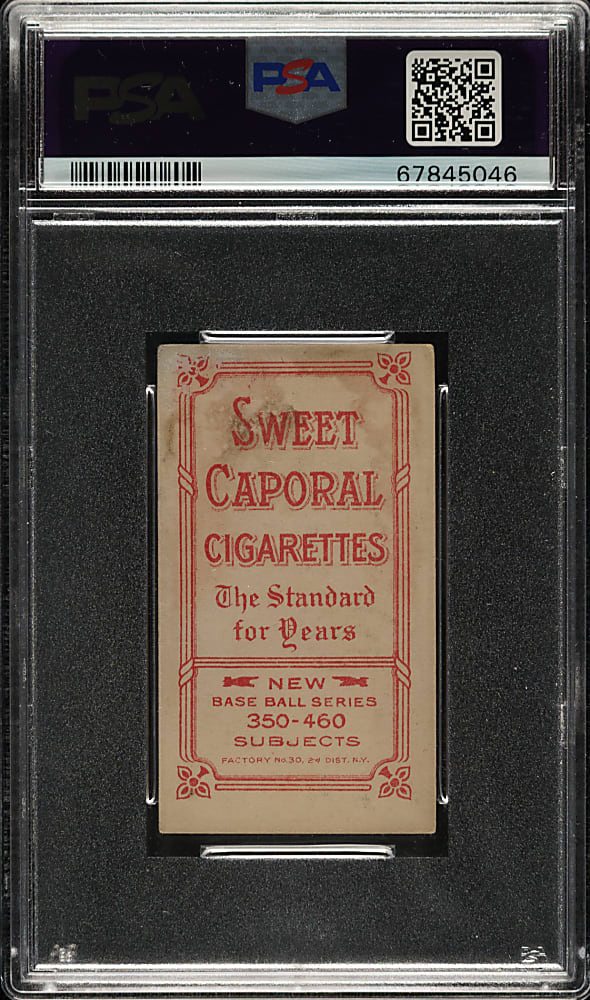 PSA
PSA
67845046
SWEET
CAPORAL
CIGARETTES
The Standard
for Years
NEW
BASE BALL SERIES
350-460
SUBJECTS
FACTORY No. 30, 2d DIST. N.Y.
PSA